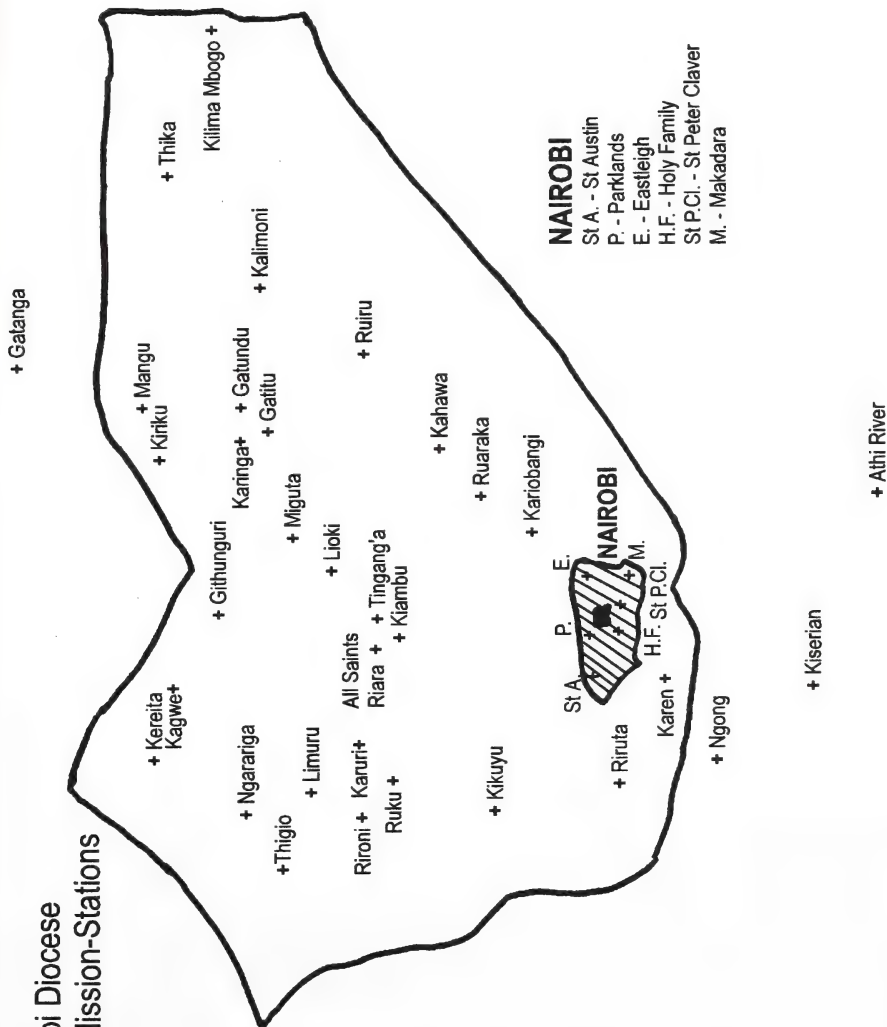 bi Diocese
ission-Stations
+ Gatanga
+ Mangu
+ Kiriku
+ Thika
+ Kereita
Kagwe+
Kilima Mbogo +
+ Githunguri
Karinga+
+ Gatundu
+ Ngarariga
+ Kalimoni
+ Gatitu
+Thigio
+ Miguta
+ Limuru
+ Lioki
All Saints
Riara +
+ Tingang'a
+ Kiambu
Rironi +
Karuri+
Ruku +
+ Ruiru
+ Kahawa
+ Ruaraka
+ Kikuyu
+ Kariobangi
St A.
P.
E.
NAIROBI
M.
H.F.
St P.Cl.
+ Riruta
Karen +
+ Ngong
+ Kiserian
+ Athi River
NAIROBI
St A. - St Austin
P. - Parklands
E. - Eastleigh
H.F. - Holy Family
St P.Cl. - St Peter Claver
M. - Makadara